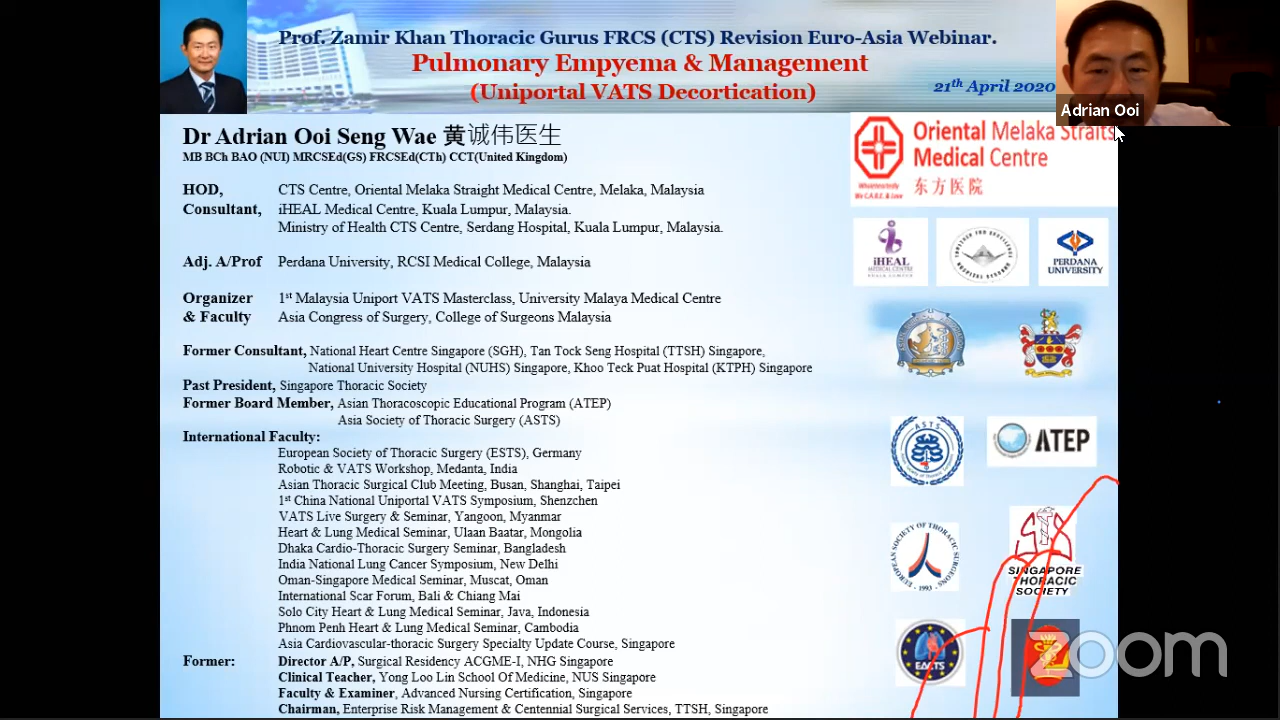 Prof. Zamir Khan Thoracic Gurus FRCS (CTS) Revision Euro-Asia Webinar.
Pulmonary Empyema & Management
(Uniportal VATS Decortication)
21th April 2020
Adrian Ooi
Dr Adrian Ooi Seng Wae 黄诚伟医生
MB BCh BAO (NUI) MRCSEd(GS) FRCSEd(CTh) CCT(United Kingdom)
Oriental Melaka Straits
Medical Centre
东方医院
HOD, CTS Centre, Oriental Melaka Straight Medical Centre, Melaka, Malaysia
Consultant, iHEAL Medical Centre, Kuala Lumpur, Malaysia.
Ministry of Health CTS Centre, Serdang Hospital, Kuala Lumpur, Malaysia.
Adj. A/Prof Perdana University, RCSI Medical College, Malaysia
iHEAL
MEDICAL CENTRE
PERDANA
UNIVERSITY
Organizer 1st Malaysia Uniport VATS Masterclass, University Malaya Medical Centre
& Faculty Asia Congress of Surgery, College of Surgeons Malaysia
Former Consultant, National Heart Centre Singapore (SGH), Tan Tock Seng Hospital (TTSH) Singapore,
National University Hospital (NUHS) Singapore, Khoo Teck Puat Hospital (KTPH) Singapore
Past President, Singapore Thoracic Society
Former Board Member, Asian Thoracoscopic Educational Program (ATEP)
Asia Society of Thoracic Surgery (ASTS)
ASTS
ATEP
International Faculty:
European Society of Thoracic Surgery (ESTS), Germany
Robotic & VATS Workshop, Medanta, India
Asian Thoracic Surgical Club Meeting, Busan, Shanghai, Taipei
1st China National Uniportal VATS Symposium, Shenzchen
VATS Live Surgery & Seminar, Yangoon, Myanmar
Heart & Lung Medical Seminar, Ulaan Baatar, Mongolia
Dhaka Cardio-Thoracic Surgery Seminar, Bangladesh
India National Lung Cancer Symposium, New Delhi
Oman-Singapore Medical Seminar, Muscat, Oman
International Scar Forum, Bali & Chiang Mai
Solo City Heart & Lung Medical Seminar, Java, Indonesia
Phnom Penh Heart & Lung Medical Seminar, Cambodia
Asia Cardiovascular-thoracic Surgery Specialty Update Course, Singapore
EUROPEAN SOCIETY OF THORACIC SURGEONS
1993
STS
SINGAPORE
THORACIC
SOCIETY
EACTS
zoom
Former: Director A/P, Surgical Residency ACGME-I, NHG Singapore
Clinical Teacher, Yong Loo Lin School Of Medicine, NUS Singapore
Faculty & Examiner, Advanced Nursing Certification, Singapore
Chairman, Enterprise Risk Management & Centennial Surgical Services, TTSH, Singapore